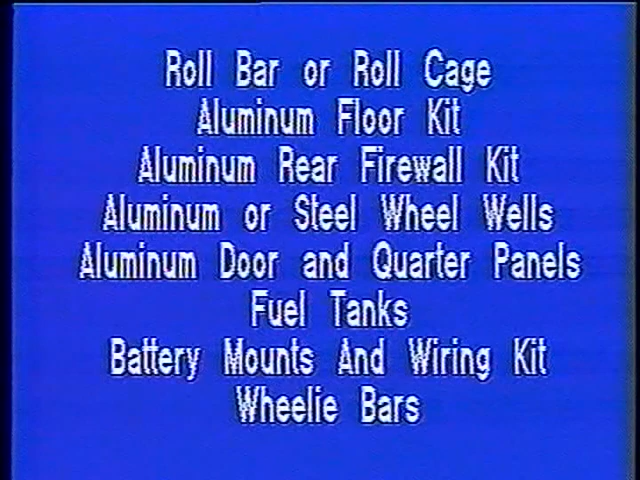 Roll Bar or Roll Cage
Aluminum Floor Kit
Aluminum Rear Firewall Kit
Aluminum or Steel Wheel Wells
Aluminum Door and Quarter Panels
Fuel Tanks
Battery Mounts And Wiring Kit
Wheelie Bars